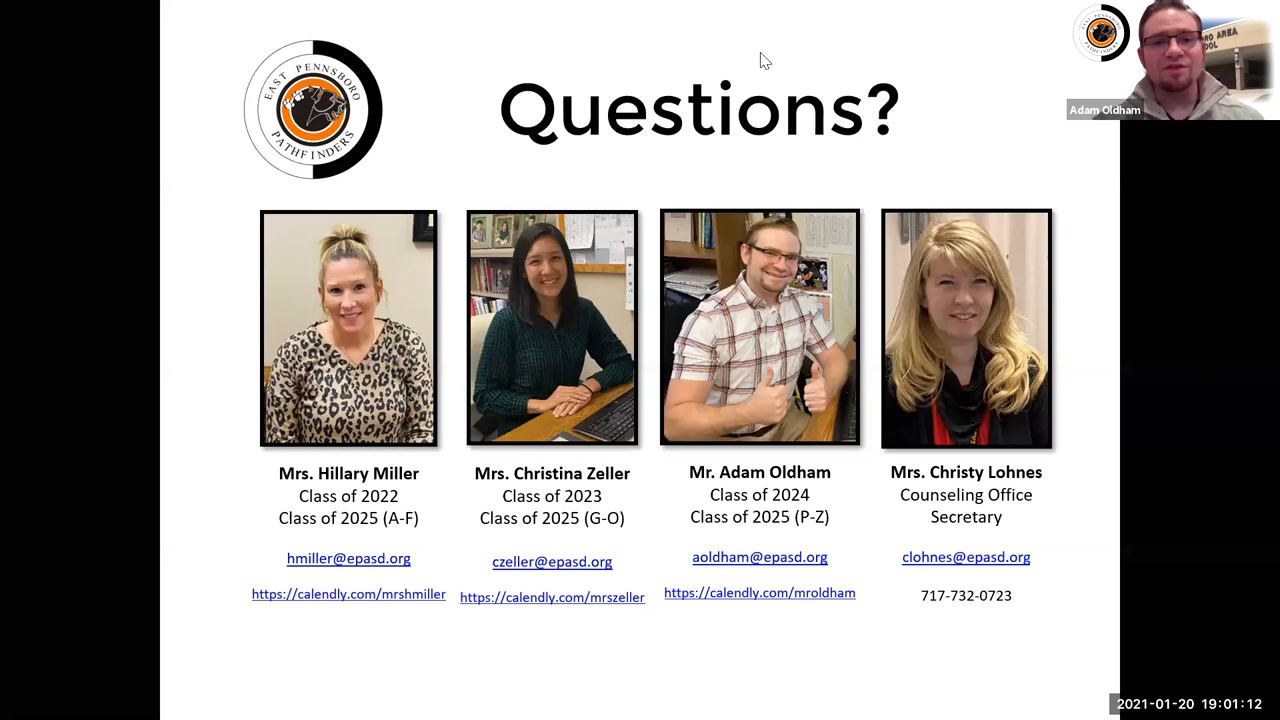 EAST PENNSBORO
PATHFINDERS
Questions?
RO AREA
OOL
Adam Oldham
Mrs. Hillary Miller
Class of 2022
Class of 2025 (A-F)
hmiller@epasd.org
https://calendly.com/mrshmiller
Mrs. Christina Zeller
Class of 2023
Class of 2025 (G-O)
czeller@epasd.org
https://calendly.com/mrszeller
Mr. Adam Oldham
Class of 2024
Class of 2025 (P-Z)
aoldham@epasd.org
https://calendly.com/mroldham
Mrs. Christy Lohnes
Counseling Office
Secretary
clohnes@epasd.org
717-732-0723
2021-01-20 19:01:12